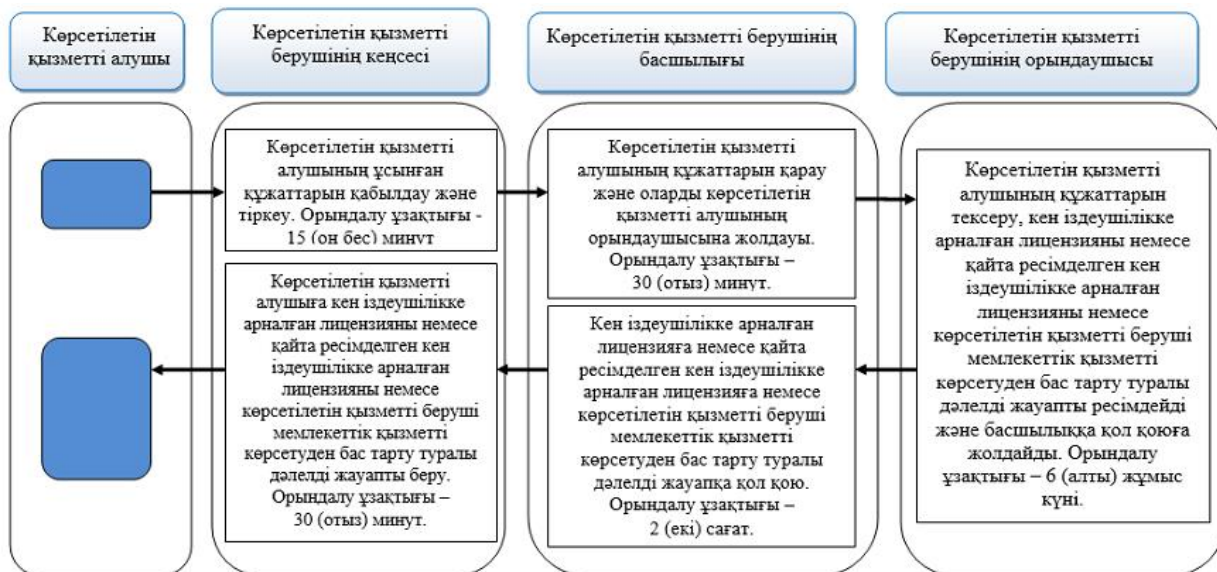 Көрсетілетін
қызметті алушы
Көрсетілетін қызметті
берушінің кеңсесі
Көрсетілетін қызметті берушінің
басшылығы
Көрсетілетін қызметті
берушінің орындаушысы
Көрсетілетін қызметті
алушының ұсынған
құжаттарын қабылдау және
тіркеу. Орындалу ұзақтығы -
15 (он бес) минут
Көрсетілетін қызметті
алушының құжаттарын қарау
және оларды көрсетілетін
қызметті алушының
орындаушысына жолдауы.
Орындалу ұзақтығы –
30 (отыз) минут.
Көрсетілетін қызметті
алушының құжаттарын
тексеру, кен іздеушілікке
арналған лицензияны немесе
қайта ресімделген кен
іздеушілікке арналған
лицензияны немесе
көрсетілетін қызметті беруші
мемлекеттік қызметті
көрсетуден бас тарту туралы
дәлелді жауапты ресімдейді
және басшылыққа қол қоюға
жолдайды. Орындалу
ұзақтығы – 6 (алты) жұмыс
күні.
Кен іздеушілікке арналған
лицензияға немесе қайта
ресімделген кен іздеушілікке
арналған лицензияға немесе
көрсетілетін қызметті беруші
мемлекеттік қызметті
көрсетуден бас тарту туралы
дәлелді жауапқа қол қою.
Орындалу ұзақтығы –
2 (екі) сағат.
Көрсетілетін қызметті
алушыға кен іздеушілікке
арналған лицензияны немесе
қайта ресімделген кен
іздеушілікке арналған
лицензияны немесе
көрсетілетін қызметті беруші
мемлекеттік қызметті
көрсетуден бас тарту туралы
дәлелді жауапты беру.
Орындалу ұзақтығы –
30 (отыз) минут.